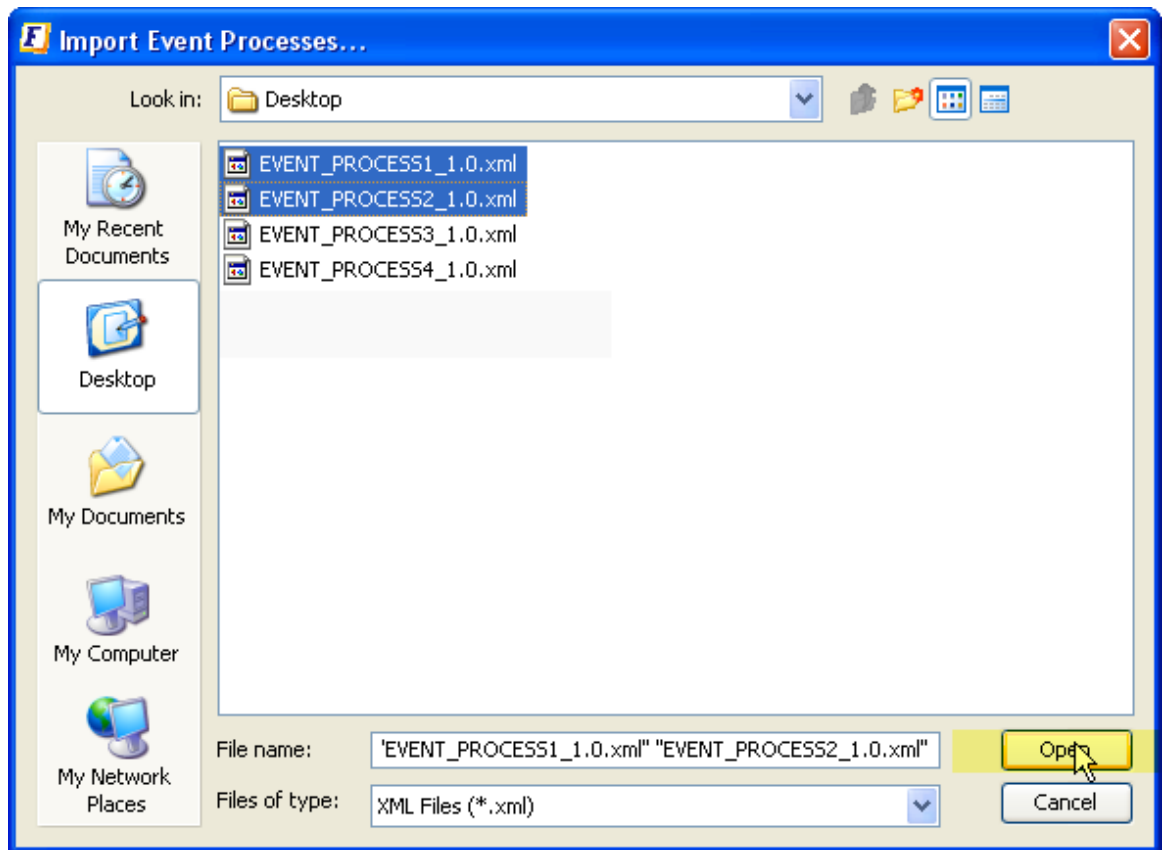 Import Event Processes...
Look in:
Desktop
EVENT_PROCESS1_1.0.xml
EVENT_PROCESS2_1.0.xml
EVENT_PROCESS3_1.0.xml
EVENT_PROCESS4_1.0.xml
My Recent
Documents
Desktop
My Documents
My Computer
My Network
Places
File name:
'EVENT_PROCESS1_1.0.xml" "EVENT_PROCESS2_1.0.xml"
Open
Files of type:
XML Files (*.xml)
Cancel